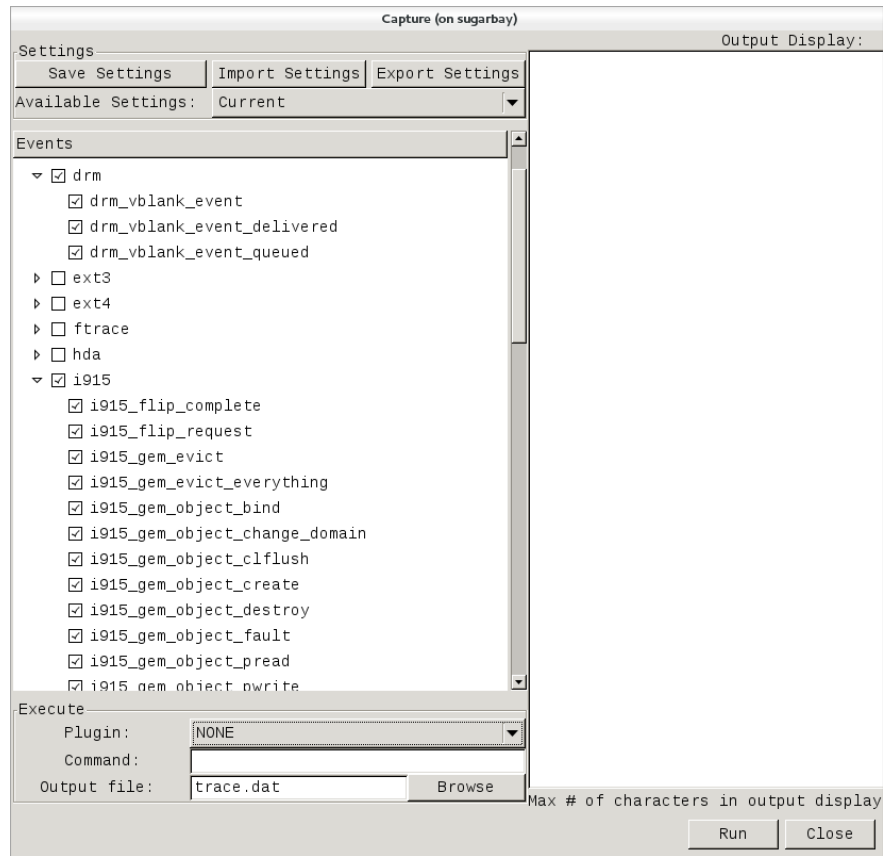 Capture (on sugarbay)
Settings
Save Settings
Import Settings
Export Settings
Available Settings:
Current
Events
drm
drm_vblank_event
drm_vblank_event_delivered
drm_vblank_event_queued
ext3
ext4
ftrace
hda
i915
i915_flip_complete
i915_flip_request
i915_gem_evict
i915_gem_evict_everything
i915_gem_object_bind
i915_gem_object_change_domain
i915_gem_object_clflush
i915_gem_object_create
i915_gem_object_destroy
i915_gem_object_fault
i915_gem_object_pread
i915_gem_object_pwrite
Execute
Plugin:
NONE
Command:
Output file:
trace.dat
Browse
Output Display:
Max # of characters in output display
Run
Close